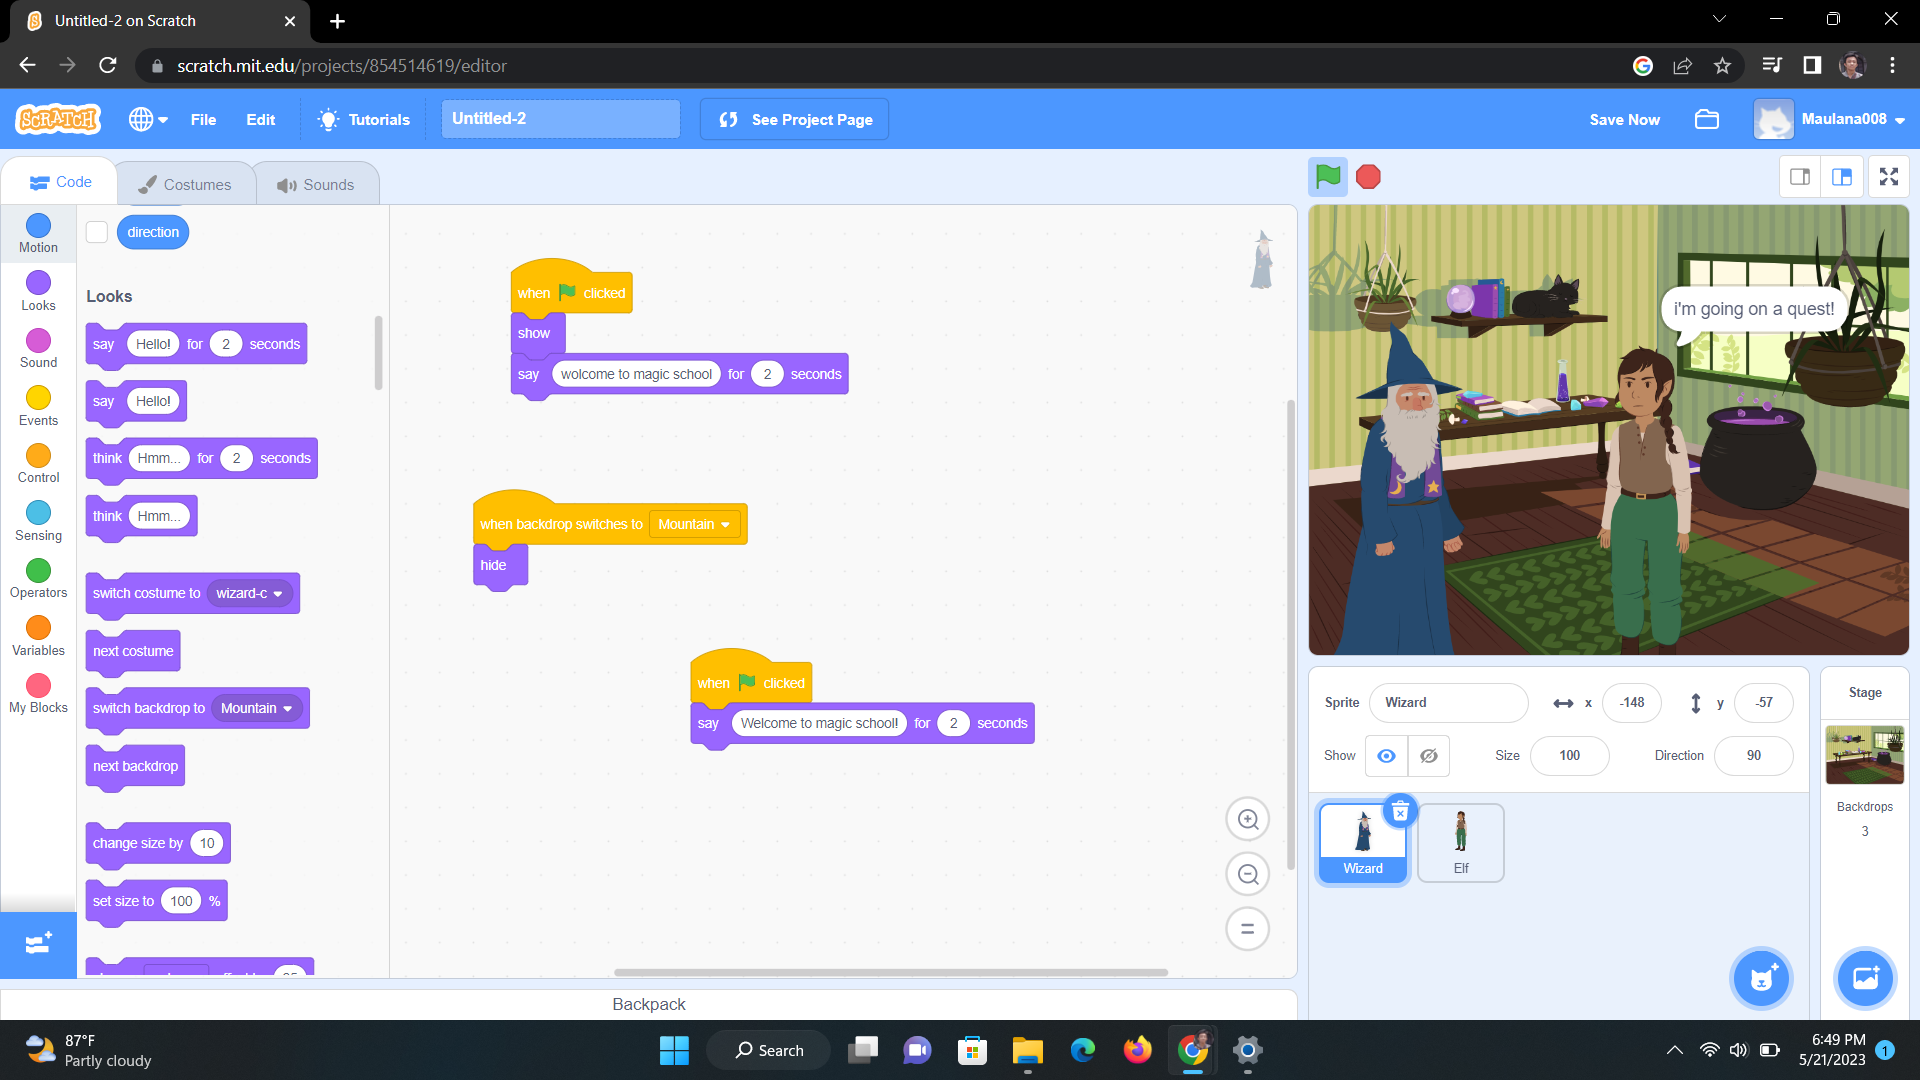 Untitled-2 on Scratch
scratch.mit.edu/projects/854514619/editor
SCRATCH
File Edit Tutorials Untitled-2 See Project Page Save Now Maulana008
Code Costumes Sounds
Motion
Looks
Sound
Events
Control
Sensing
Operators
Variables
My Blocks
direction
Looks
say Hello! for 2 seconds
say Hello!
think Hmm... for 2 seconds
think Hmm...
switch costume to wizard-c
next costume
switch backdrop to Mountain
next backdrop
change size by 10
set size to 100 %
when clicked
show
say wolcome to magic school for 2 seconds
when backdrop switches to Mountain
hide
when clicked
say Welcome to magic school! for 2 seconds
i'm going on a quest!
Sprite Wizard x -148 y -57
Show Size 100 Direction 90
Wizard
Elf
Stage
Backdrops
3
Backpack
87°F
Partly cloudy
Search
6:49 PM
5/21/2023
1